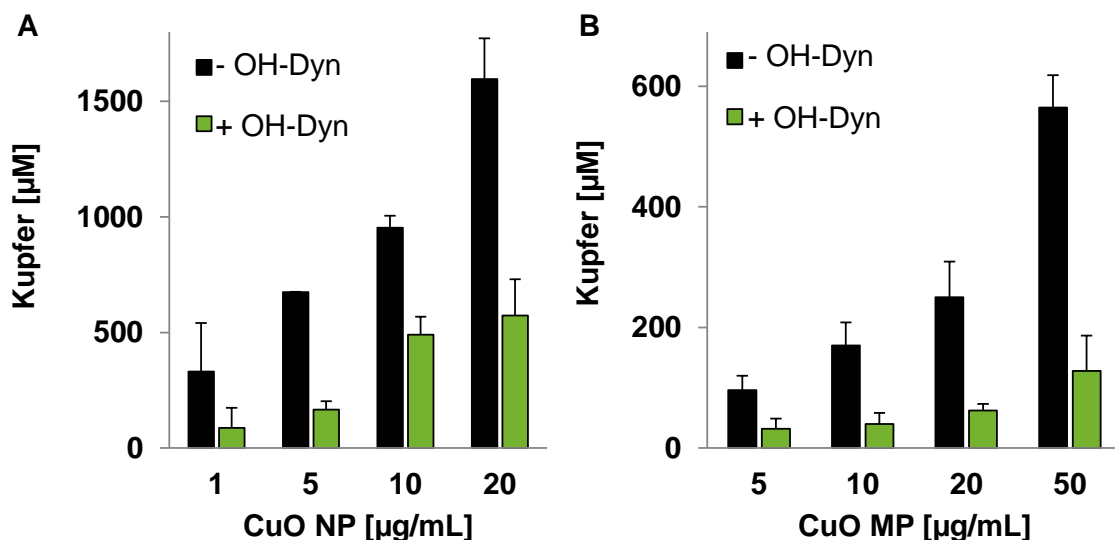 A
- OH-Dyn
+ OH-Dyn
Kupfer [µM]
1500
1000
500
0
1 5 10 20
CuO NP [µg/mL]
B
- OH-Dyn
+ OH-Dyn
Kupfer [µM]
600
400
200
0
5 10 20 50
CuO MP [µg/mL]